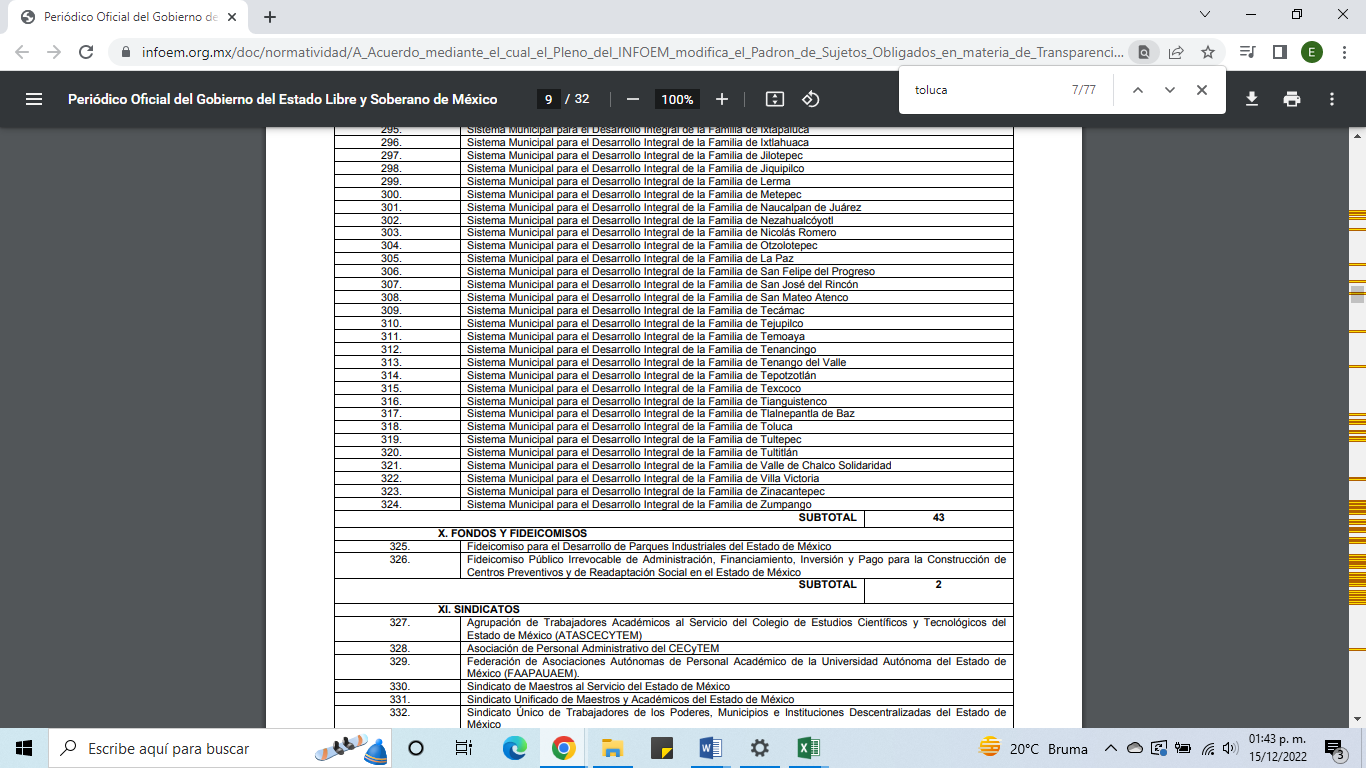 Periódico Oficial del Gobierno de
infoem.org.mx/doc/normatividad/A_Acuerdo_mediante_el_cual_el_Pleno_del_INFOEM_modifica_el_Padron_de_Sujetos_Obligados_en_materia_de_Transparenci...
E
Periódico Oficial del Gobierno del Estado Libre y Soberano de México
9 / 32
100%
toluca
7/77
295. Sistema Municipal para el Desarrollo Integral de la Familia de Ixtapaluca
296. Sistema Municipal para el Desarrollo Integral de la Familia de Ixtlahuaca
297. Sistema Municipal para el Desarrollo Integral de la Familia de Jilotepec
298. Sistema Municipal para el Desarrollo Integral de la Familia de Jiquipilco
299. Sistema Municipal para el Desarrollo Integral de la Familia de Lerma
300. Sistema Municipal para el Desarrollo Integral de la Familia de Metepec
301. Sistema Municipal para el Desarrollo Integral de la Familia de Naucalpan de Juárez
302. Sistema Municipal para el Desarrollo Integral de la Familia de Nezahualcóyotl
303. Sistema Municipal para el Desarrollo Integral de la Familia de Nicolás Romero
304. Sistema Municipal para el Desarrollo Integral de la Familia de Otzolotepec
305. Sistema Municipal para el Desarrollo Integral de la Familia de La Paz
306. Sistema Municipal para el Desarrollo Integral de la Familia de San Felipe del Progreso
307. Sistema Municipal para el Desarrollo Integral de la Familia de San José del Rincón
308. Sistema Municipal para el Desarrollo Integral de la Familia de San Mateo Atenco
309. Sistema Municipal para el Desarrollo Integral de la Familia de Tecámac
310. Sistema Municipal para el Desarrollo Integral de la Familia de Tejupilco
311. Sistema Municipal para el Desarrollo Integral de la Familia de Temoaya
312. Sistema Municipal para el Desarrollo Integral de la Familia de Tenancingo
313. Sistema Municipal para el Desarrollo Integral de la Familia de Tenango del Valle
314. Sistema Municipal para el Desarrollo Integral de la Familia de Tepotzotlán
315. Sistema Municipal para el Desarrollo Integral de la Familia de Texcoco
316. Sistema Municipal para el Desarrollo Integral de la Familia de Tianguistenco
317. Sistema Municipal para el Desarrollo Integral de la Familia de Tlalnepantla de Baz
318. Sistema Municipal para el Desarrollo Integral de la Familia de Toluca
319. Sistema Municipal para el Desarrollo Integral de la Familia de Tultepec
320. Sistema Municipal para el Desarrollo Integral de la Familia de Tultitlán
321. Sistema Municipal para el Desarrollo Integral de la Familia de Valle de Chalco Solidaridad
322. Sistema Municipal para el Desarrollo Integral de la Familia de Villa Victoria
323. Sistema Municipal para el Desarrollo Integral de la Familia de Zinacantepec
324. Sistema Municipal para el Desarrollo Integral de la Familia de Zumpango
SUBTOTAL 43
X. FONDOS Y FIDEICOMISOS
325. Fideicomiso para el Desarrollo de Parques Industriales del Estado de México
326. Fideicomiso Público Irrevocable de Administración, Financiamiento, Inversión y Pago para la Construcción de
Centros Preventivos y de Readaptación Social en el Estado de México
SUBTOTAL 2
XI. SINDICATOS
327. Agrupación de Trabajadores Académicos al Servicio del Colegio de Estudios Científicos y Tecnológicos del
Estado de México (ATASCECYTEM)
328. Asociación de Personal Administrativo del CECyTEM
329. Federación de Asociaciones Autónomas de Personal Académico de la Universidad Autónoma del Estado de
México (FAAPAUAEM).
330. Sindicato de Maestros al Servicio del Estado de México
331. Sindicato Unificado de Maestros y Académicos del Estado de México
332. Sindicato Único de Trabajadores de los Poderes, Municipios e Instituciones Descentralizadas del Estado de
México
Escribe aquí para buscar
20°C Bruma
01:43 p. m.
15/12/2022
3